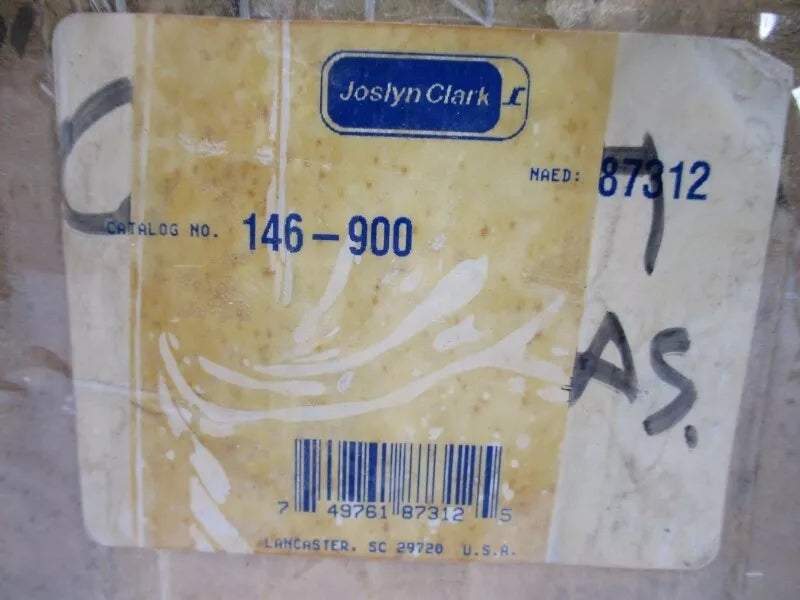 Joslyn Clark
NAED: 87312
CATALOG NO. 146-900
AS.
7 49761 87312 5
LANCASTER, SC 29720 U.S.A.